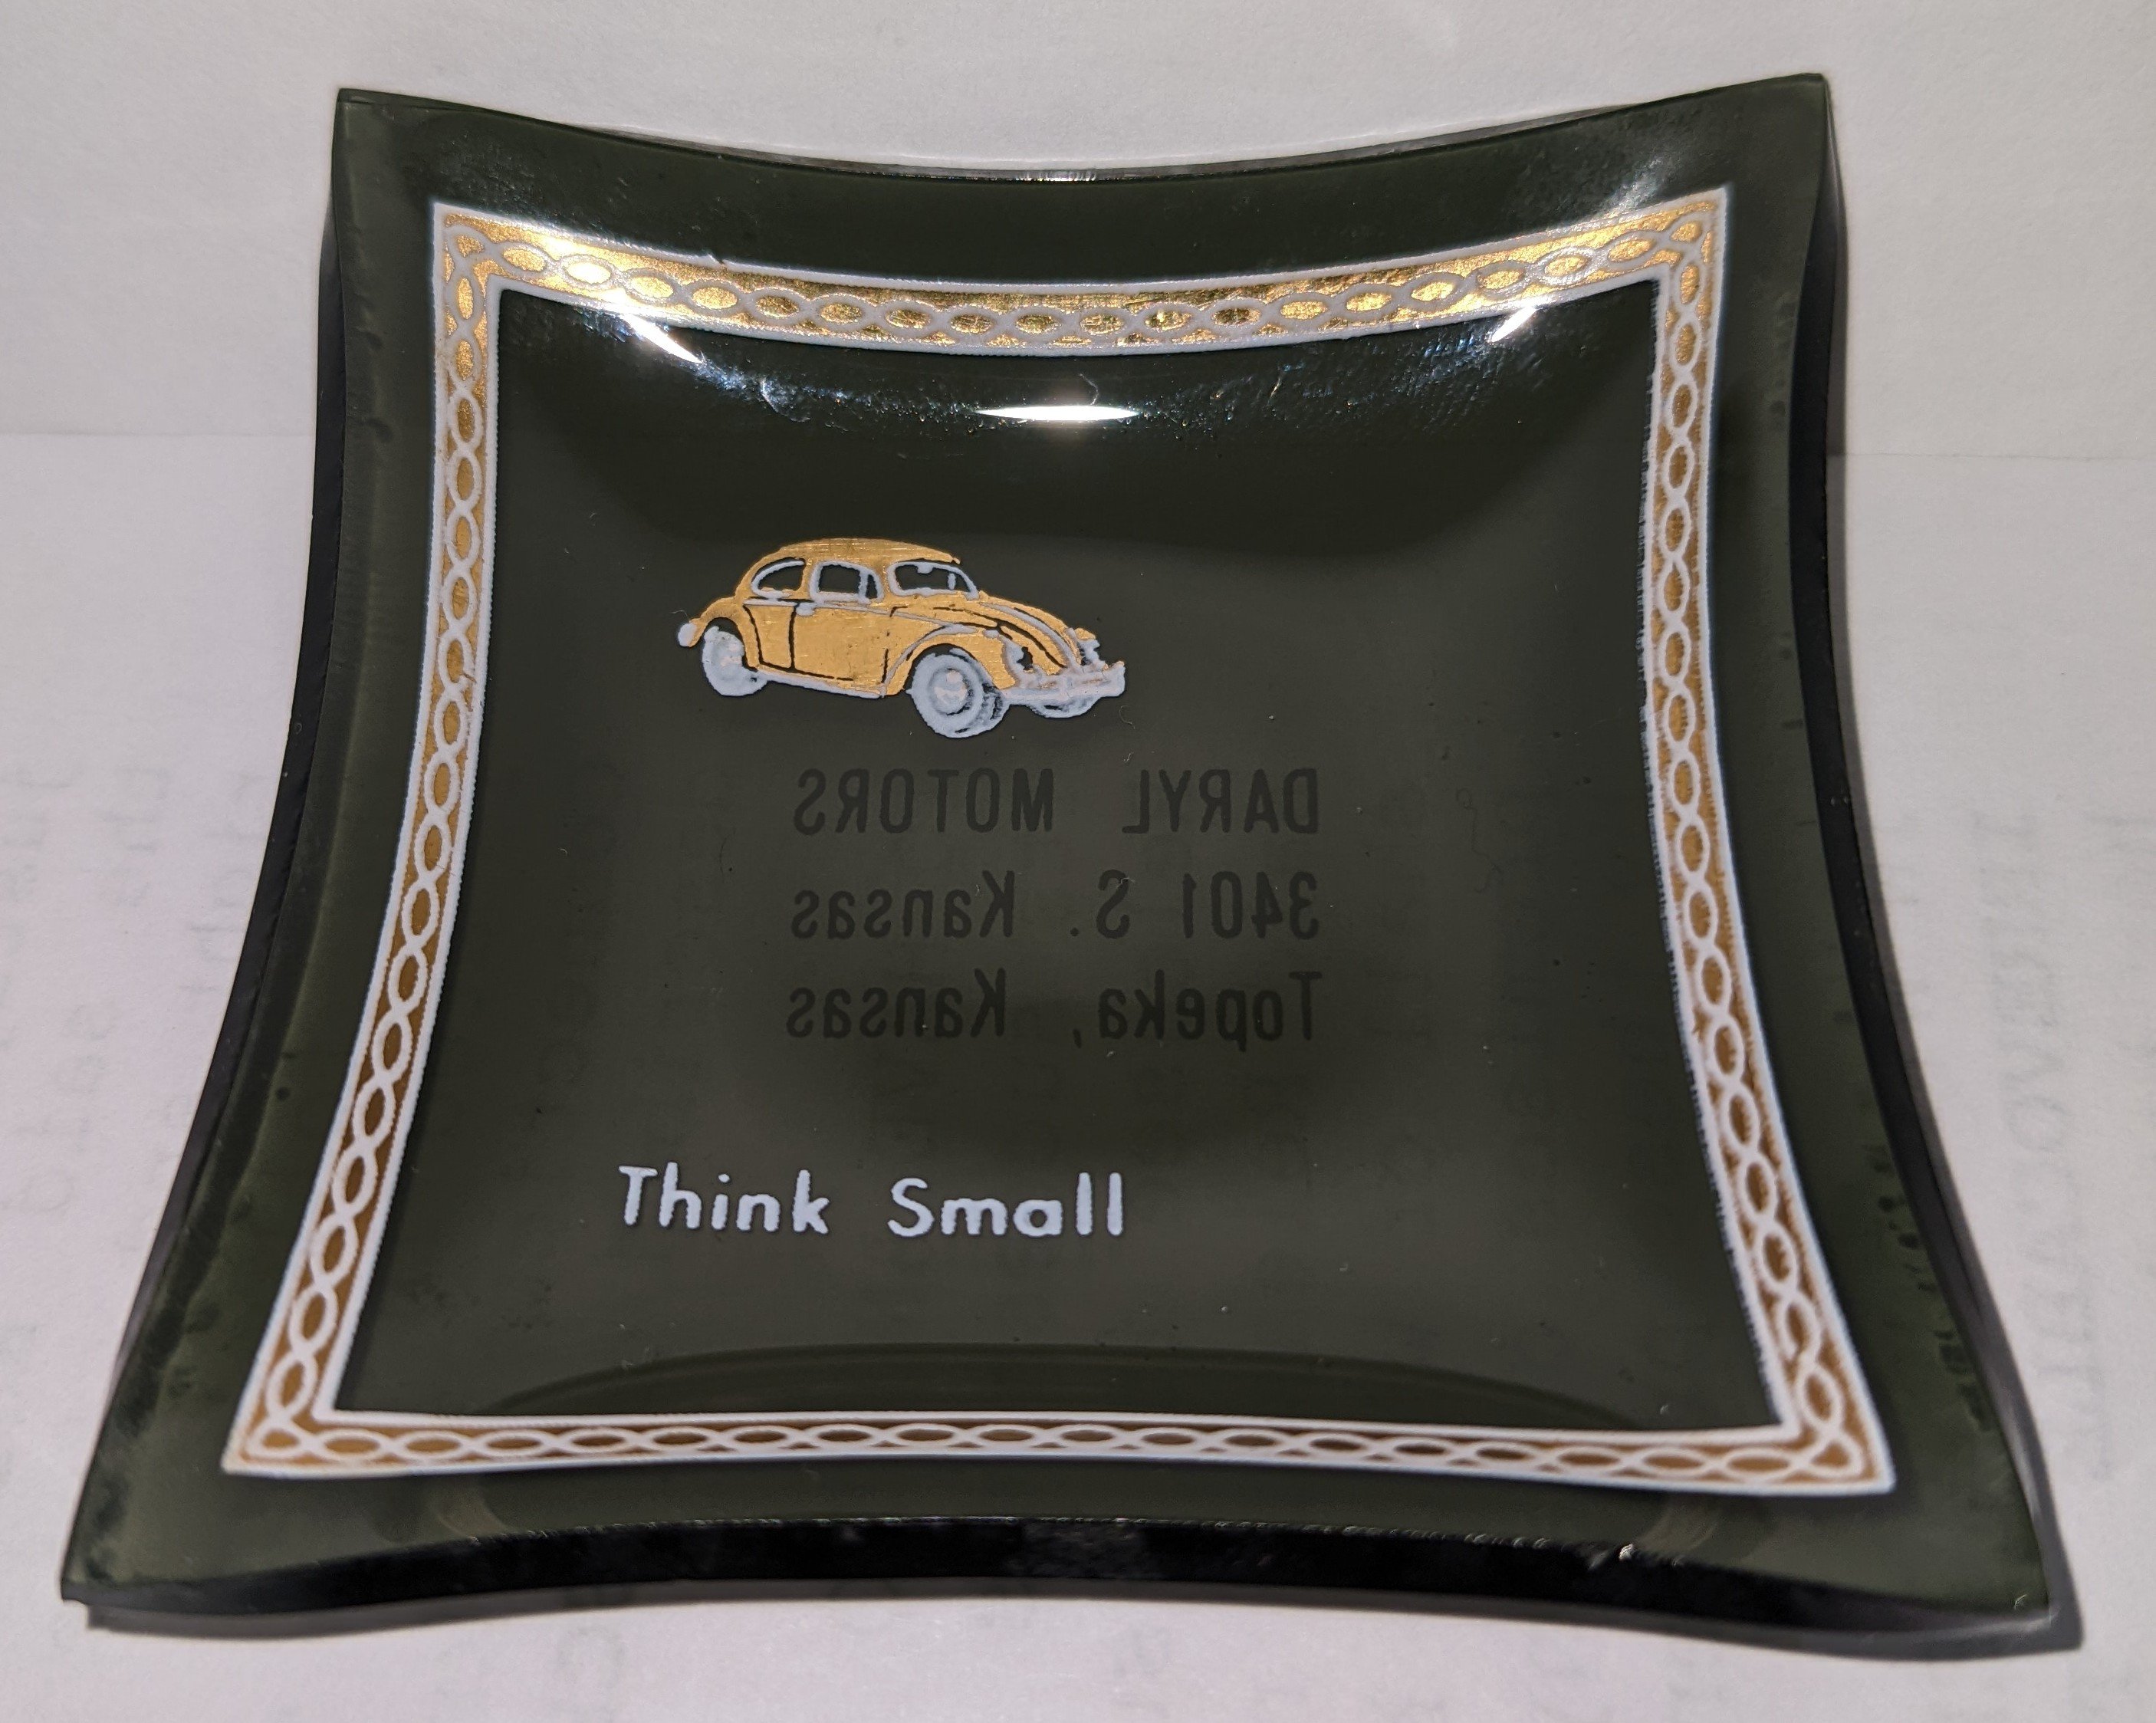 DARYL MOTORS
3401 S. Kansas
Topeka, Kansas
Think Small